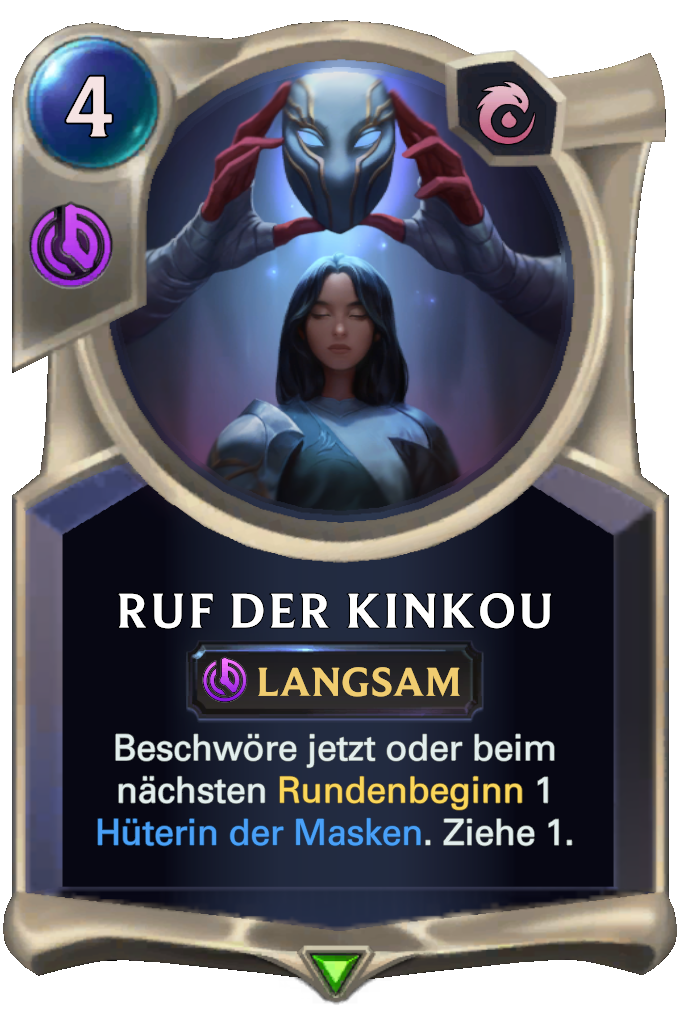 4
RUF DER KINKOU
LANGSAM
Beschwöre jetzt oder beim
nächsten Rundenbeginn 1
Hüterin der Masken. Ziehe 1.